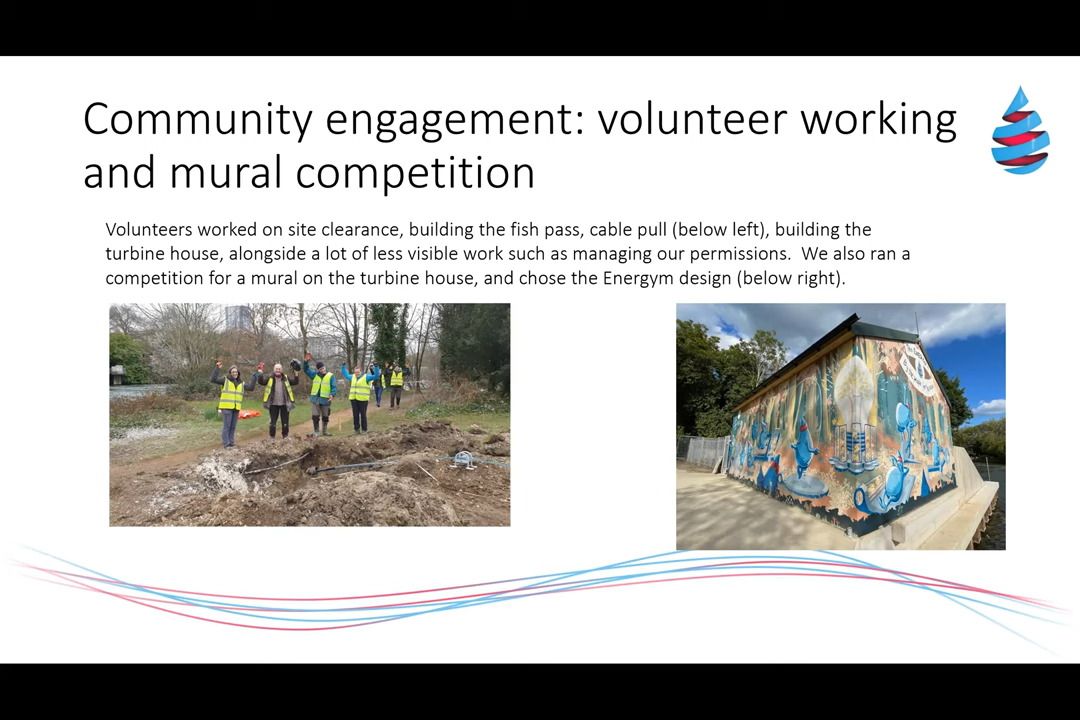 Community engagement: volunteer working
and mural competition
Volunteers worked on site clearance, building the fish pass, cable pull (below left), building the
turbine house, alongside a lot of less visible work such as managing our permissions.  We also ran a
competition for a mural on the turbine house, and chose the Energym design (below right).